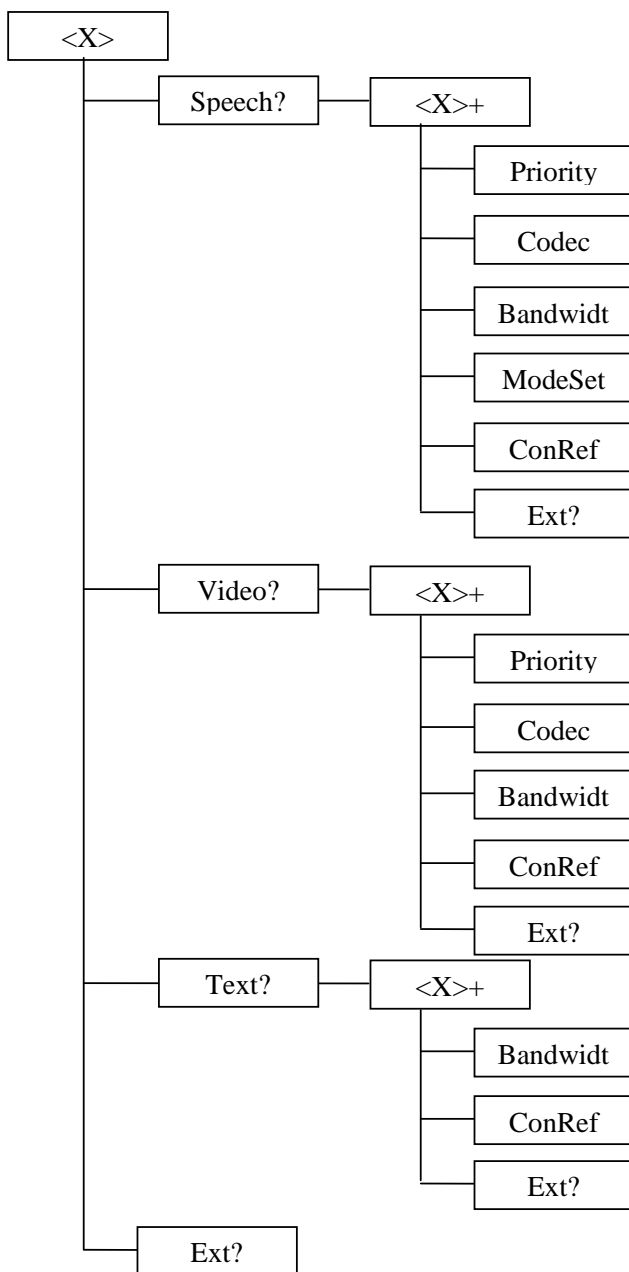 <X>
Speech?
<X>+
Priority
Codec
Bandwidt
ModeSet
ConRef
Ext?
Video?
<X>+
Priority
Codec
Bandwidt
ConRef
Ext?
Text?
<X>+
Bandwidt
ConRef
Ext?
Ext?